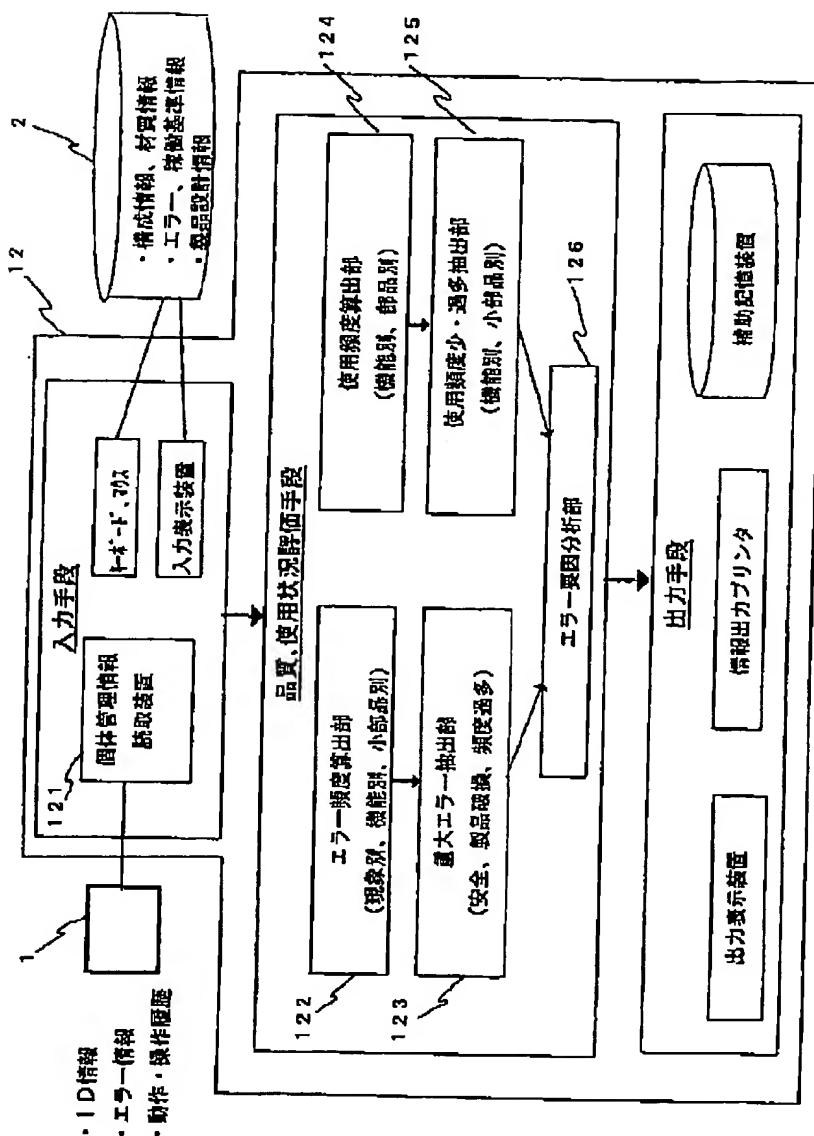 ・ID情報
・エラー情報
・動作・操作履歴
1
12
2
入力手段
121
個体管理情報
読取装置
キーボード、マウス
入力表示装置
・構成情報、材質情報
・エラー、稼働基準情報
・製品設計情報
品質、使用状況評価手段
122
エラー頻度算出部
(現象別、機能別、小部品別)
123
重大エラー抽出部
(安全、製品破損、頻度過多)
使用頻度算出部
(機能別、部品別)
124
使用頻度少・過多抽出部
(機能別、小部品別)
125
エラー要因分析部
126
出力手段
出力表示装置
情報出力プリンタ
補助記憶装置